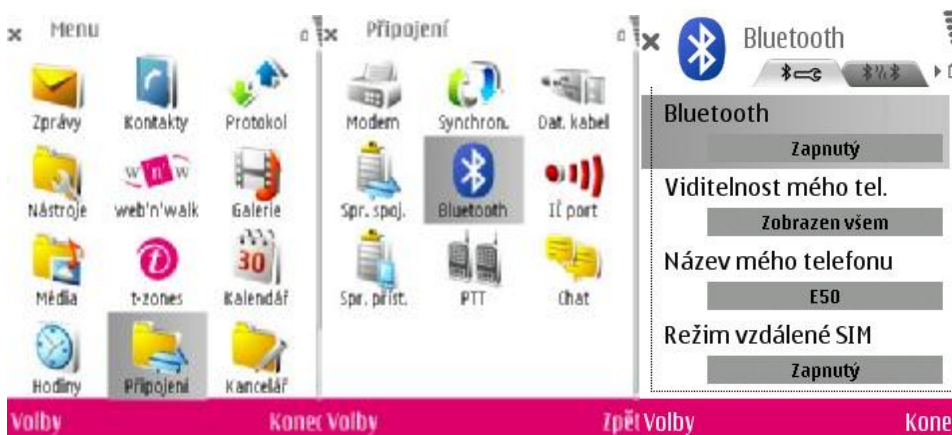 Menu
Zprávy Kontakty Protokol
Nástroje web'n'walk Galerie
Média t-zones Kalendář
Hodiny Připojení Kancelář
Volby Konec
w'n'w
30
Připojení
Modem Synchron. Dat. kabel
Spr. spoj. Bluetooth IČ port
Spr. příst. PTT Chat
Volby Zpět
Bluetooth
Bluetooth
Zapnutý
Viditelnost mého tel.
Zobrazen všem
Název mého telefonu
E50
Režim vzdálené SIM
Zapnutý
Volby Kone